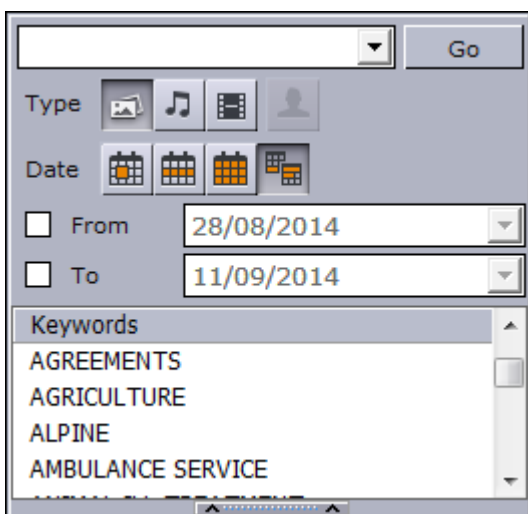 Go
Type
Date
From 28/08/2014
To 11/09/2014
Keywords
AGREEMENTS
AGRICULTURE
ALPINE
AMBULANCE SERVICE